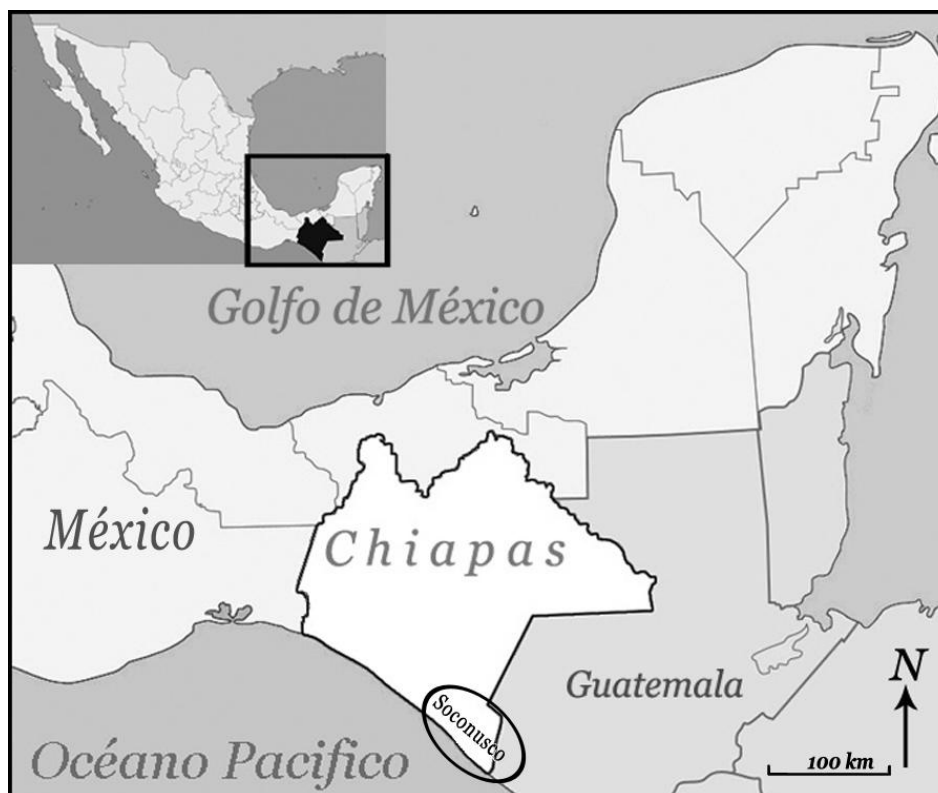 Golfo de México
México
Chiapas
Guatemala
N
Soconusco
Océano Pacifico
100 km